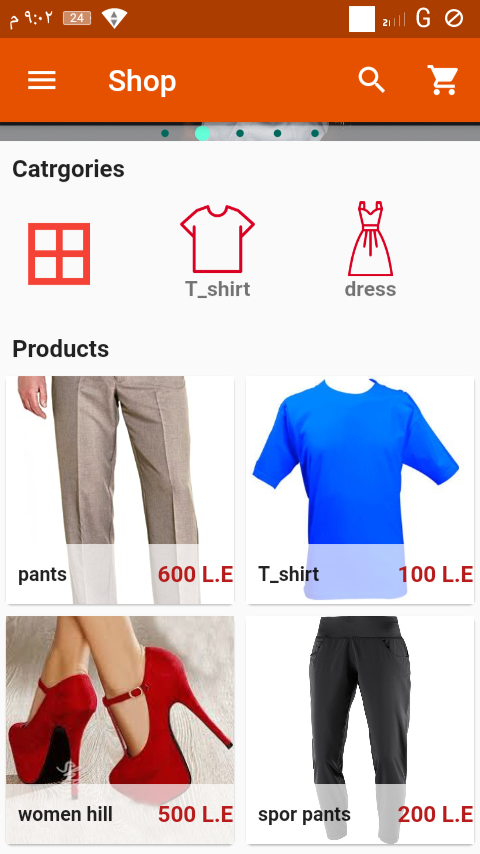 م ٩:٠٢ 24 G
Shop
Catrgories
T_shirt dress
Products
pants 600 L.E T_shirt 100 L.E
women hill 500 L.E spor pants 200 L.E